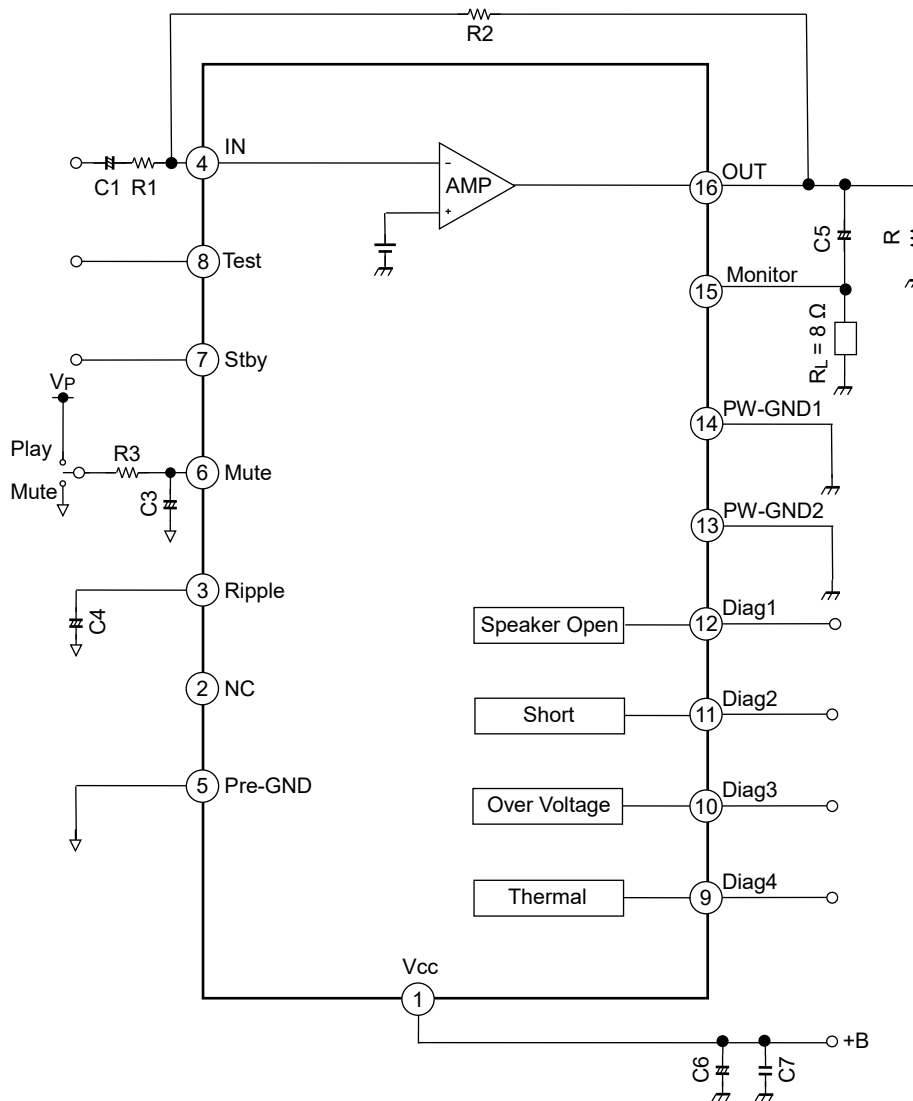 R2
IN
4
C1
R1
−
AMP
+
OUT
16
8
Test
C5
R
Monitor
15
7
Stby
RL = 8 Ω
VP
PW-GND1
14
Play
R3
6
Mute
Mute
C3
PW-GND2
13
3
Ripple
C4
Speaker Open
12
Diag1
2
NC
Short
11
Diag2
5
Pre-GND
Over Voltage
10
Diag3
Thermal
9
Diag4
Vcc
1
+B
C6
C7